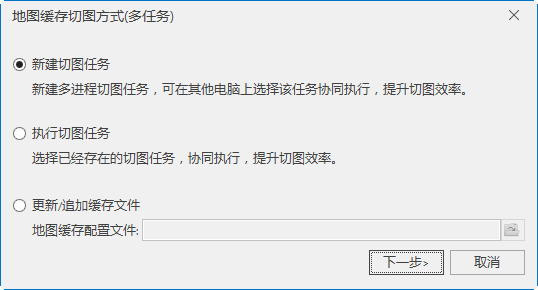 地图缓存切图方式(多任务)
新建切图任务
新建多进程切图任务，可在其他电脑上选择该任务协同执行，提升切图效率。
执行切图任务
选择已经存在的切图任务，协同执行，提升切图效率。
更新/追加缓存文件
地图缓存配置文件:
下一步> 取消